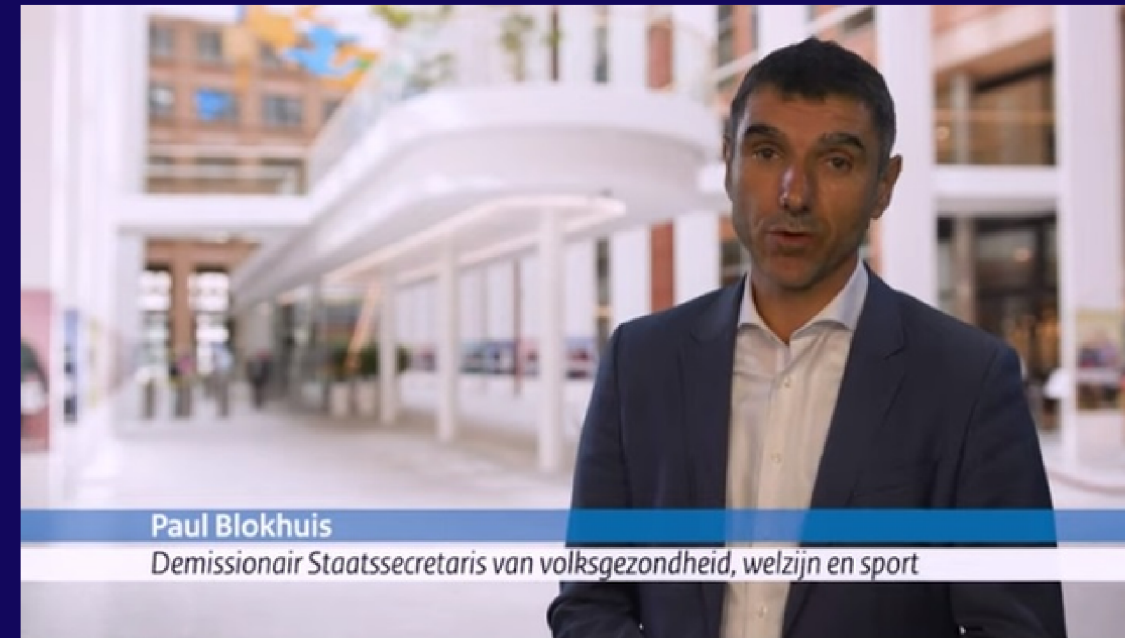 Paul Blokhuis
Demissionair Staatssecretaris van volksgezondheid, welzijn en sport